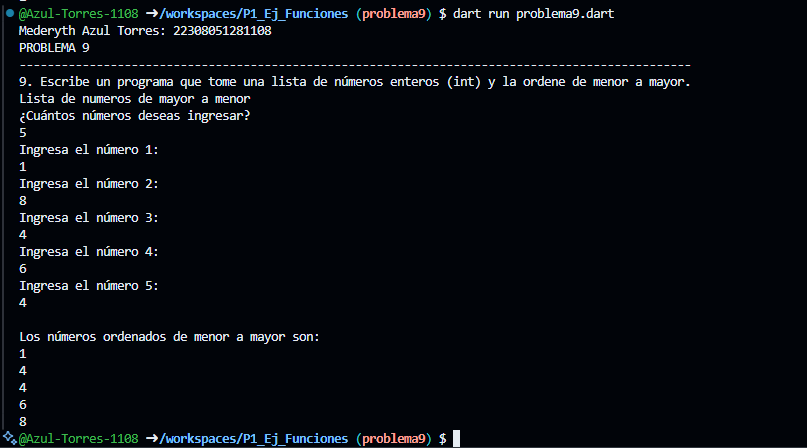 @Azul-Torres-1108 ➜/workspaces/P1_Ej_Funciones (problema9) $ dart run problema9.dart
Mederyth Azul Torres: 22308051281108
PROBLEMA 9
-----------------------------------------------------------------------------------------------
9. Escribe un programa que tome una lista de números enteros (int) y la ordene de menor a mayor.
Lista de numeros de mayor a menor
¿Cuántos números deseas ingresar?
5
Ingresa el número 1:
1
Ingresa el número 2:
8
Ingresa el número 3:
4
Ingresa el número 4:
6
Ingresa el número 5:
4
Los números ordenados de menor a mayor son:
1
4
4
6
8
@Azul-Torres-1108 ➜/workspaces/P1_Ej_Funciones (problema9) $